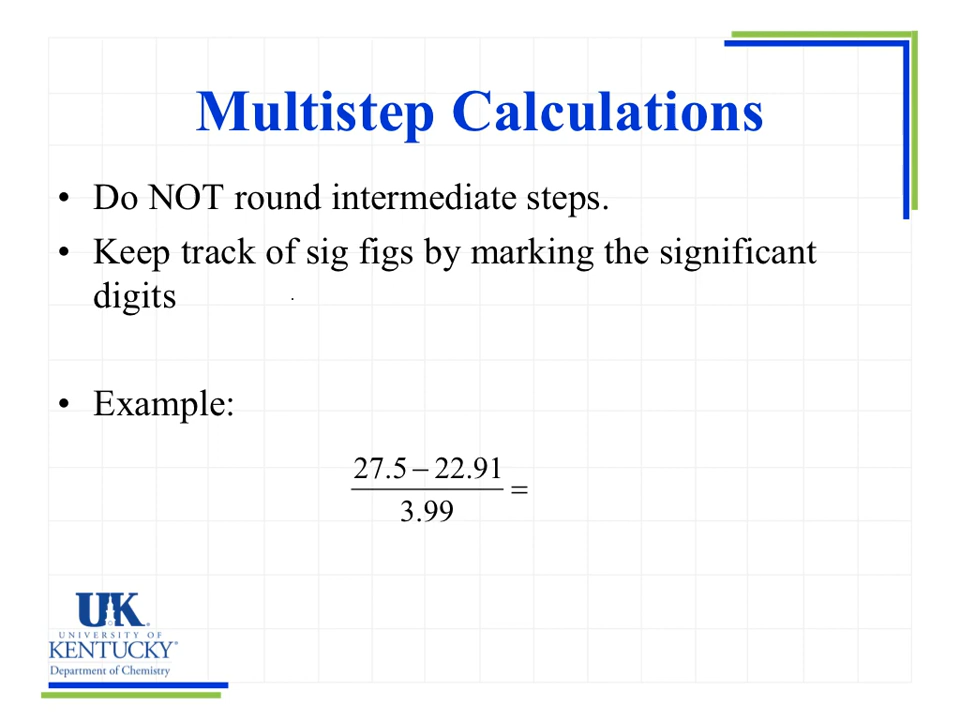 Multistep Calculations
• Do NOT round intermediate steps.
• Keep track of sig figs by marking the significant
digits
• Example:
27.5 – 22.91
=
3.99
UK
UNIVERSITY OF
KENTUCKY
Department of Chemistry